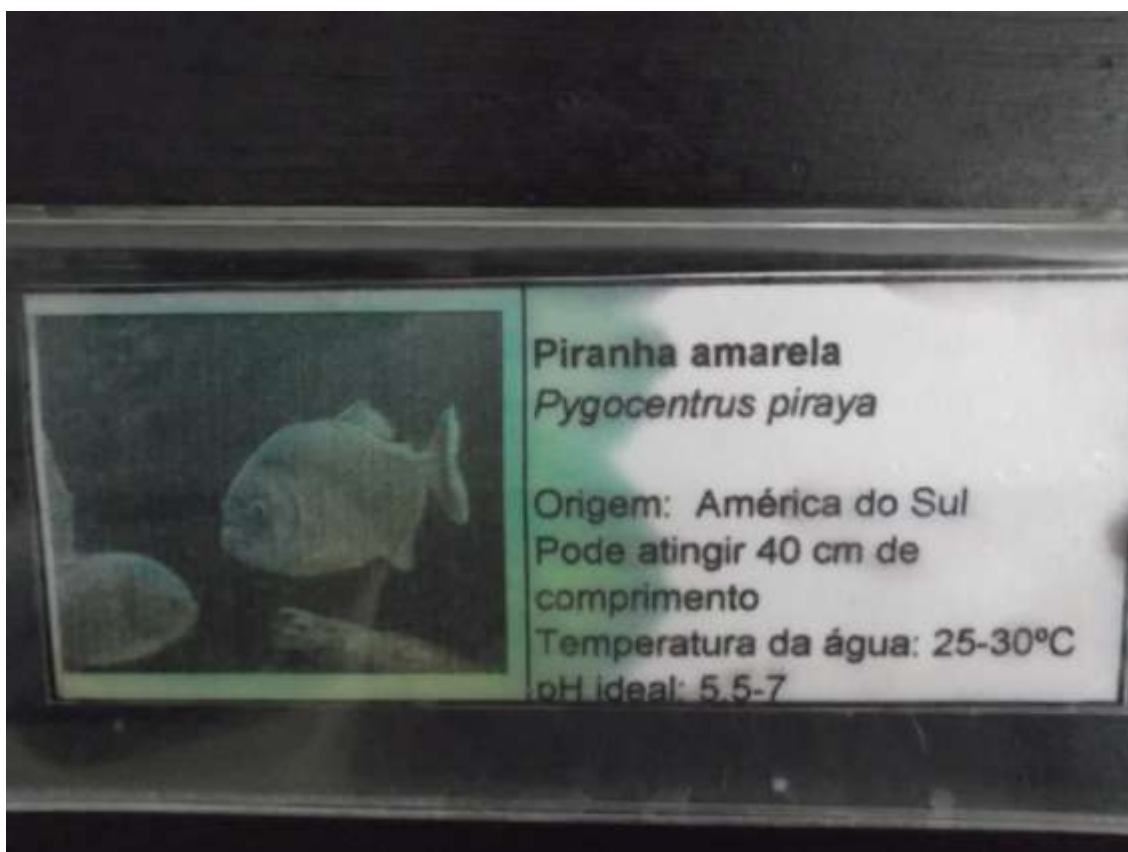 Piranha amarela
Pygocentrus piraya
Origem: América do Sul
Pode atingir 40 cm de
comprimento
Temperatura da água: 25-30ºC
pH ideal: 5,5-7